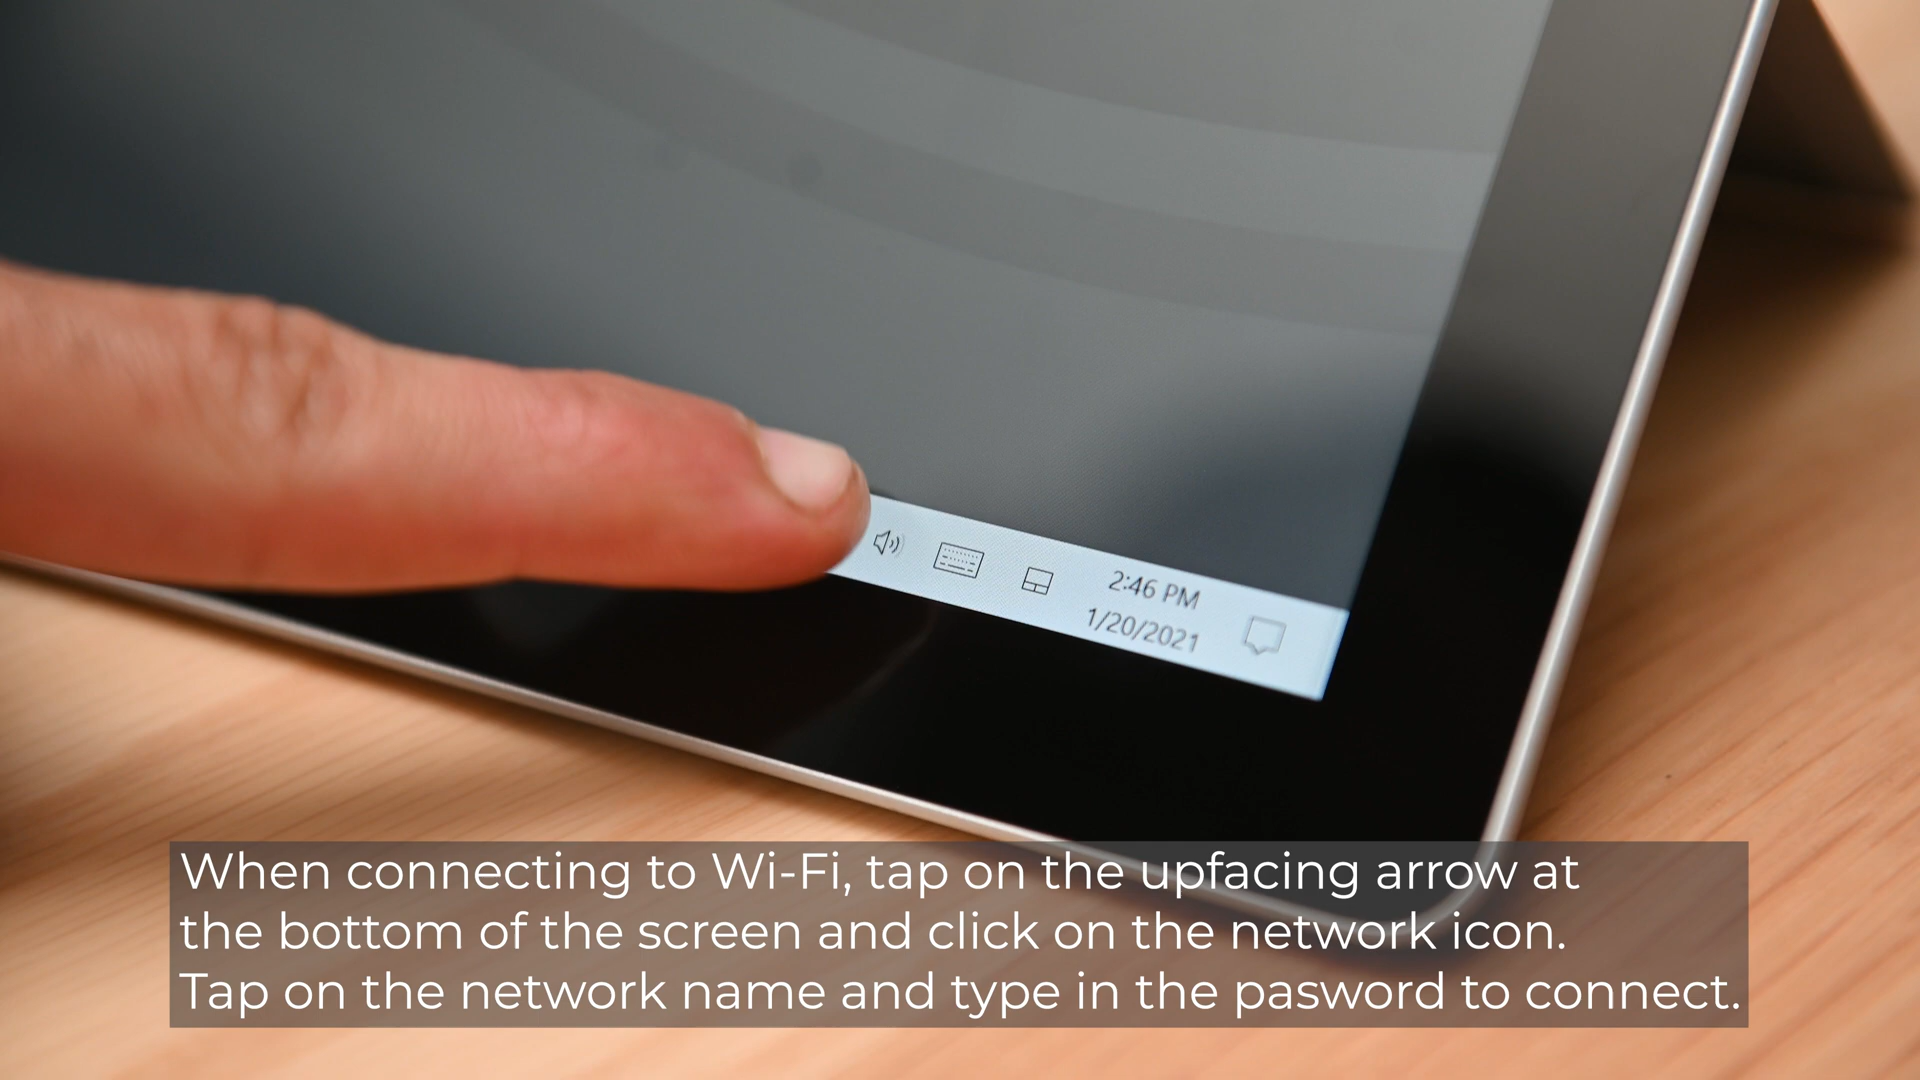 2:46 PM
1/20/2021
When connecting to Wi-Fi, tap on the upfacing arrow at
the bottom of the screen and click on the network icon.
Tap on the network name and type in the pasword to connect.